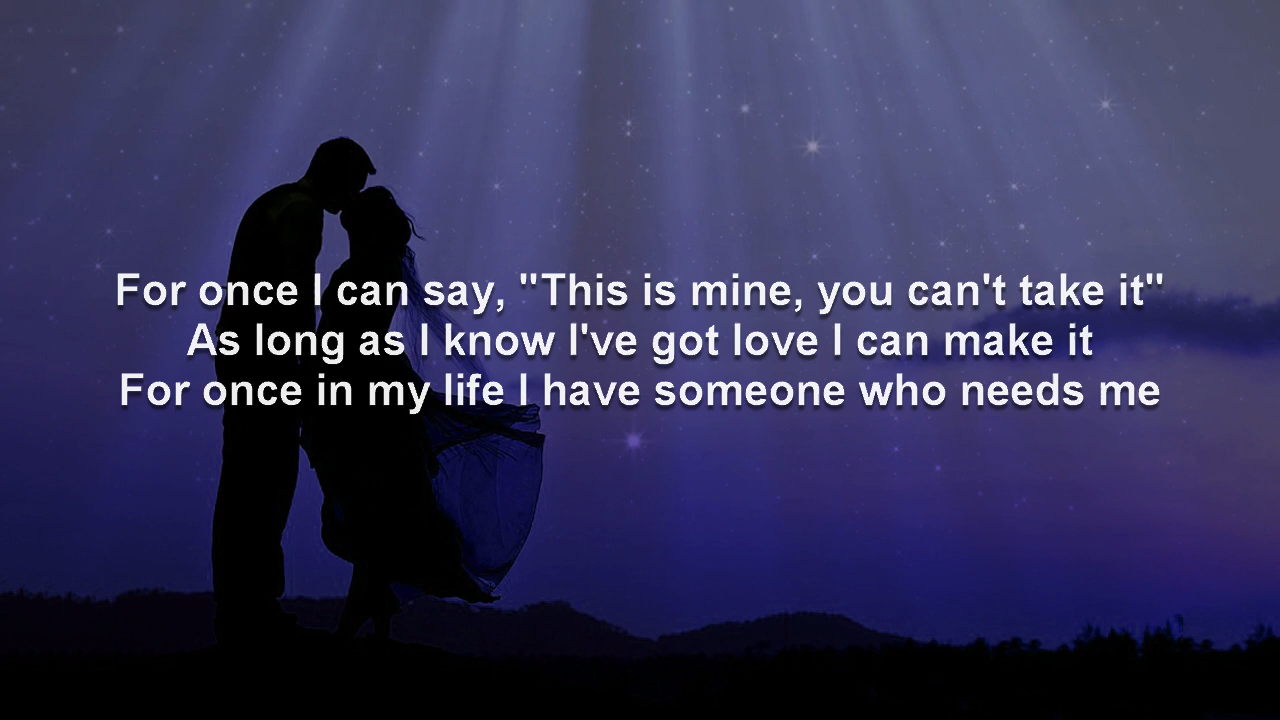 For once I can say, "This is mine, you can't take it"
As long as I know I've got love I can make it
For once in my life I have someone who needs me